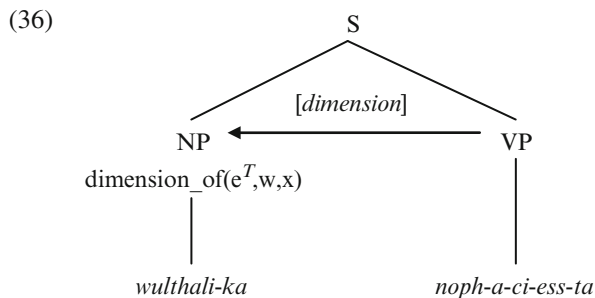 (36)
S
[dimension]
NP VP
dimension_of(e^T,w,x)
wulthali-ka noph-a-ci-ess-ta